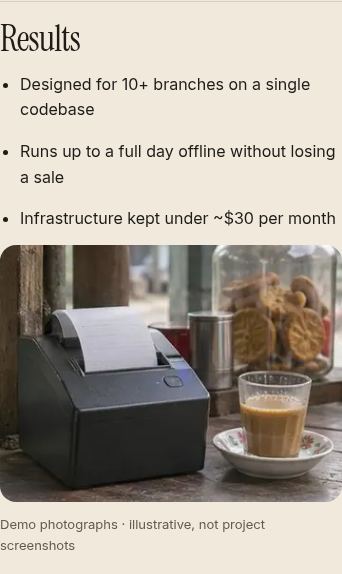 Results
• Designed for 10+ branches on a single
codebase
• Runs up to a full day offline without losing
a sale
• Infrastructure kept under ~$30 per month
Demo photographs · illustrative, not project
screenshots